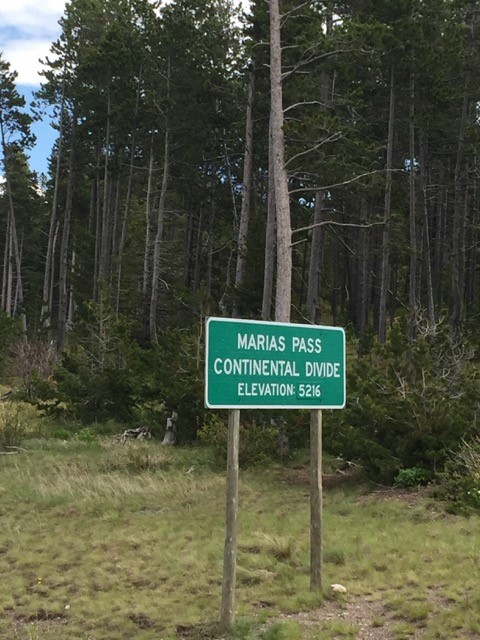 MARIAS PASS
CONTINENTAL DIVIDE
ELEVATION: 5216